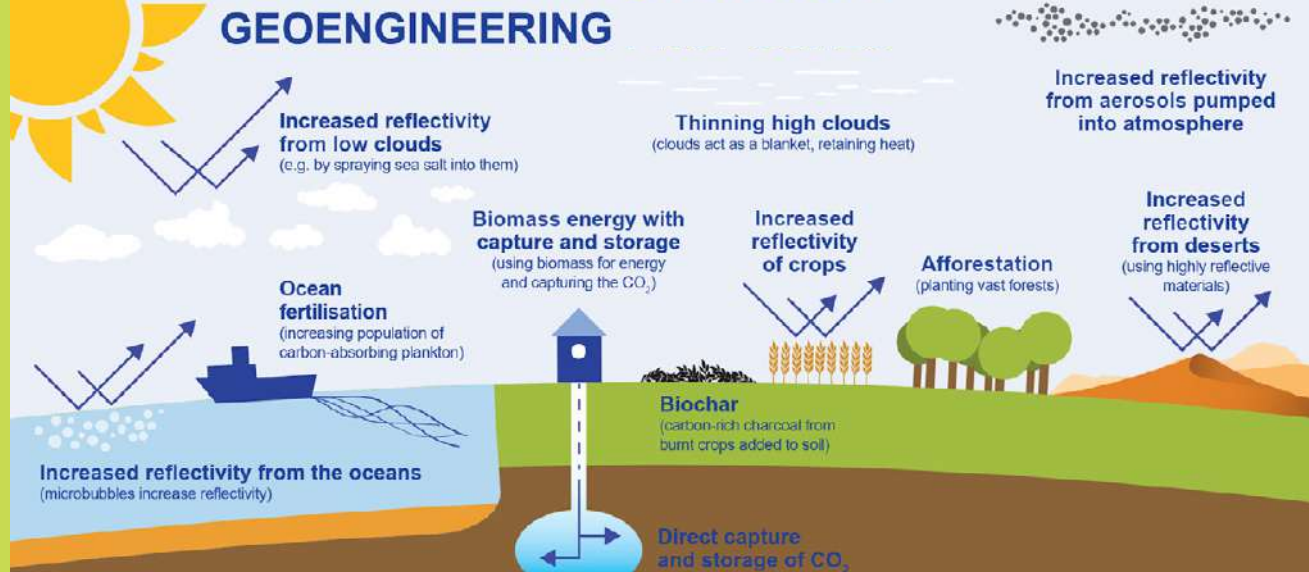 GEOENGINEERING
Increased reflectivity
from low clouds
(e.g. by spraying sea salt into them)
Thinning high clouds
(clouds act as a blanket, retaining heat)
Increased reflectivity
from aerosols pumped
into atmosphere
Biomass energy with
capture and storage
(using biomass for energy
and capturing the CO₂)
Increased
reflectivity
of crops
Afforestation
(planting vast forests)
Increased
reflectivity
from deserts
(using highly reflective
materials)
Ocean
fertilisation
(increasing population of
carbon-absorbing plankton)
Biochar
(carbon-rich charcoal from
burnt crops added to soil)
Increased reflectivity from the oceans
(microbubbles increase reflectivity)
Direct capture
and storage of CO₂